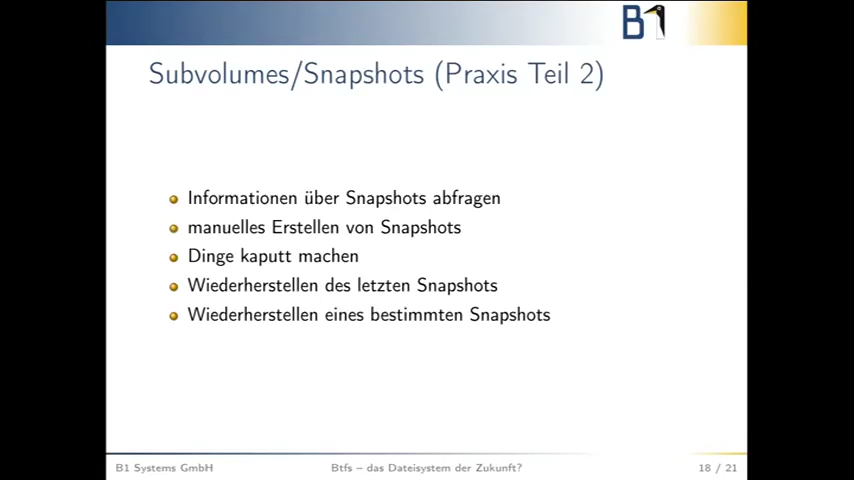 B1
Subvolumes/Snapshots (Praxis Teil 2)
Informationen über Snapshots abfragen
manuelles Erstellen von Snapshots
Dinge kaputt machen
Wiederherstellen des letzten Snapshots
Wiederherstellen eines bestimmten Snapshots
B1 Systems GmbH
Btfs – das Dateisystem der Zukunft?
18 / 21